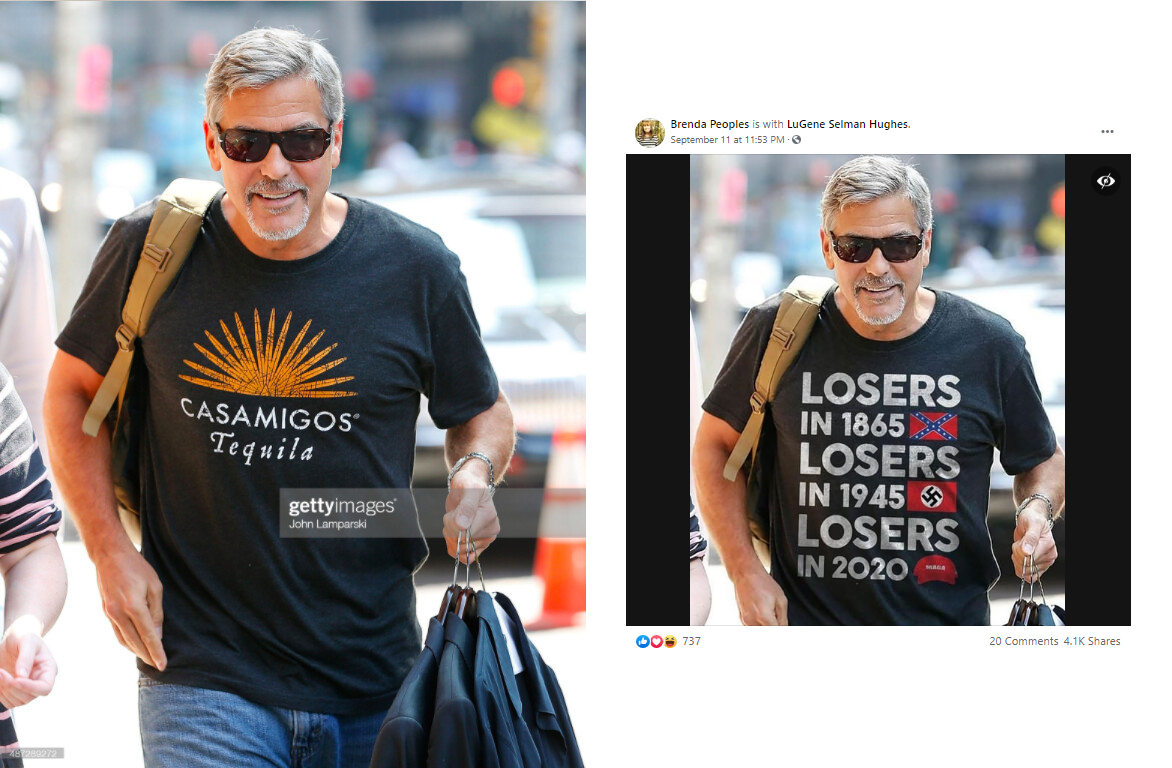 CASAMIGOS®
Tequila
gettyimages®
John Lamparski
487289272
Brenda Peoples is with LuGene Selman Hughes.
September 11 at 11:53 PM ·
LOSERS
IN 1865
LOSERS
IN 1945
LOSERS
IN 2020
MAGA
737
20 Comments 4.1K Shares